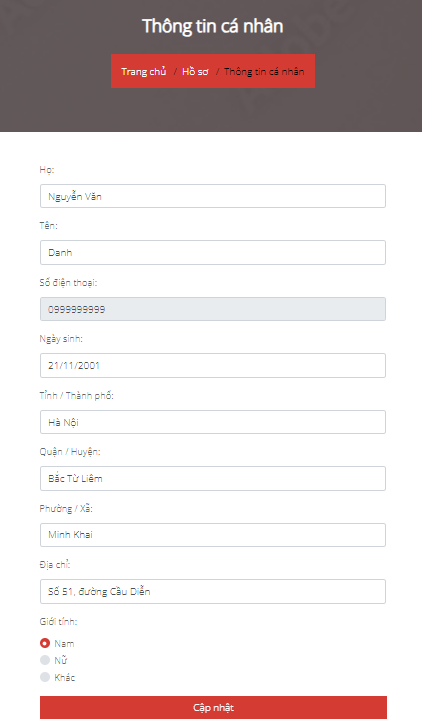 Thông tin cá nhân
Trang chủ / Hồ sơ / Thông tin cá nhân
Họ:
Nguyễn Văn
Tên:
Danh
Số điện thoại:
0999999999
Ngày sinh:
21/11/2001
Tỉnh / Thành phố:
Hà Nội
Quận / Huyện:
Bắc Từ Liêm
Phường / Xã:
Minh Khai
Địa chỉ:
Số 51, đường Cầu Diễn
Giới tính:
Nam
Nữ
Khác
Cập nhật